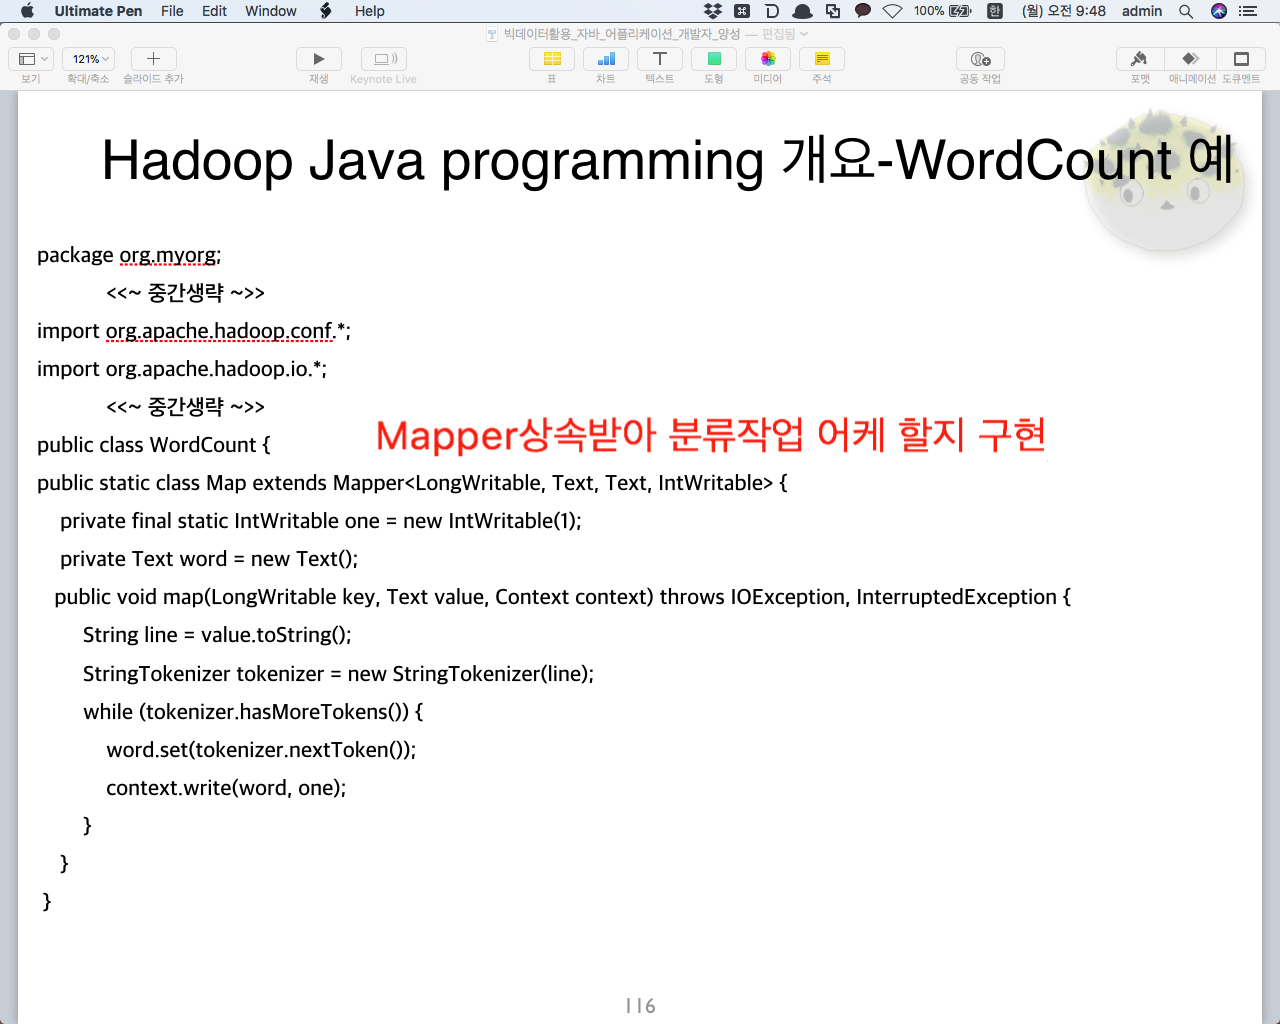 Ultimate Pen File Edit Window Help 100% 한 (월) 오전 9:48 admin
빅데이터활용_자바_어플리케이션_개발자_양성 — 편집됨
121%
보기 확대/축소 슬라이드 추가 재생 Keynote Live 표 차트 텍스트 도형 미디어 주석 공동 작업 포맷 애니메이션 도큐멘트
Hadoop Java programming 개요-WordCount 예
package org.myorg;
<<~ 중간생략 ~>>
import org.apache.hadoop.conf.*;
import org.apache.hadoop.io.*;
<<~ 중간생략 ~>>
Mapper상속받아 분류작업 어케 할지 구현
public class WordCount {
public static class Map extends Mapper<LongWritable, Text, Text, IntWritable> {
private final static IntWritable one = new IntWritable(1);
private Text word = new Text();
public void map(LongWritable key, Text value, Context context) throws IOException, InterruptedException {
String line = value.toString();
StringTokenizer tokenizer = new StringTokenizer(line);
while (tokenizer.hasMoreTokens()) {
word.set(tokenizer.nextToken());
context.write(word, one);
}
}
}
116